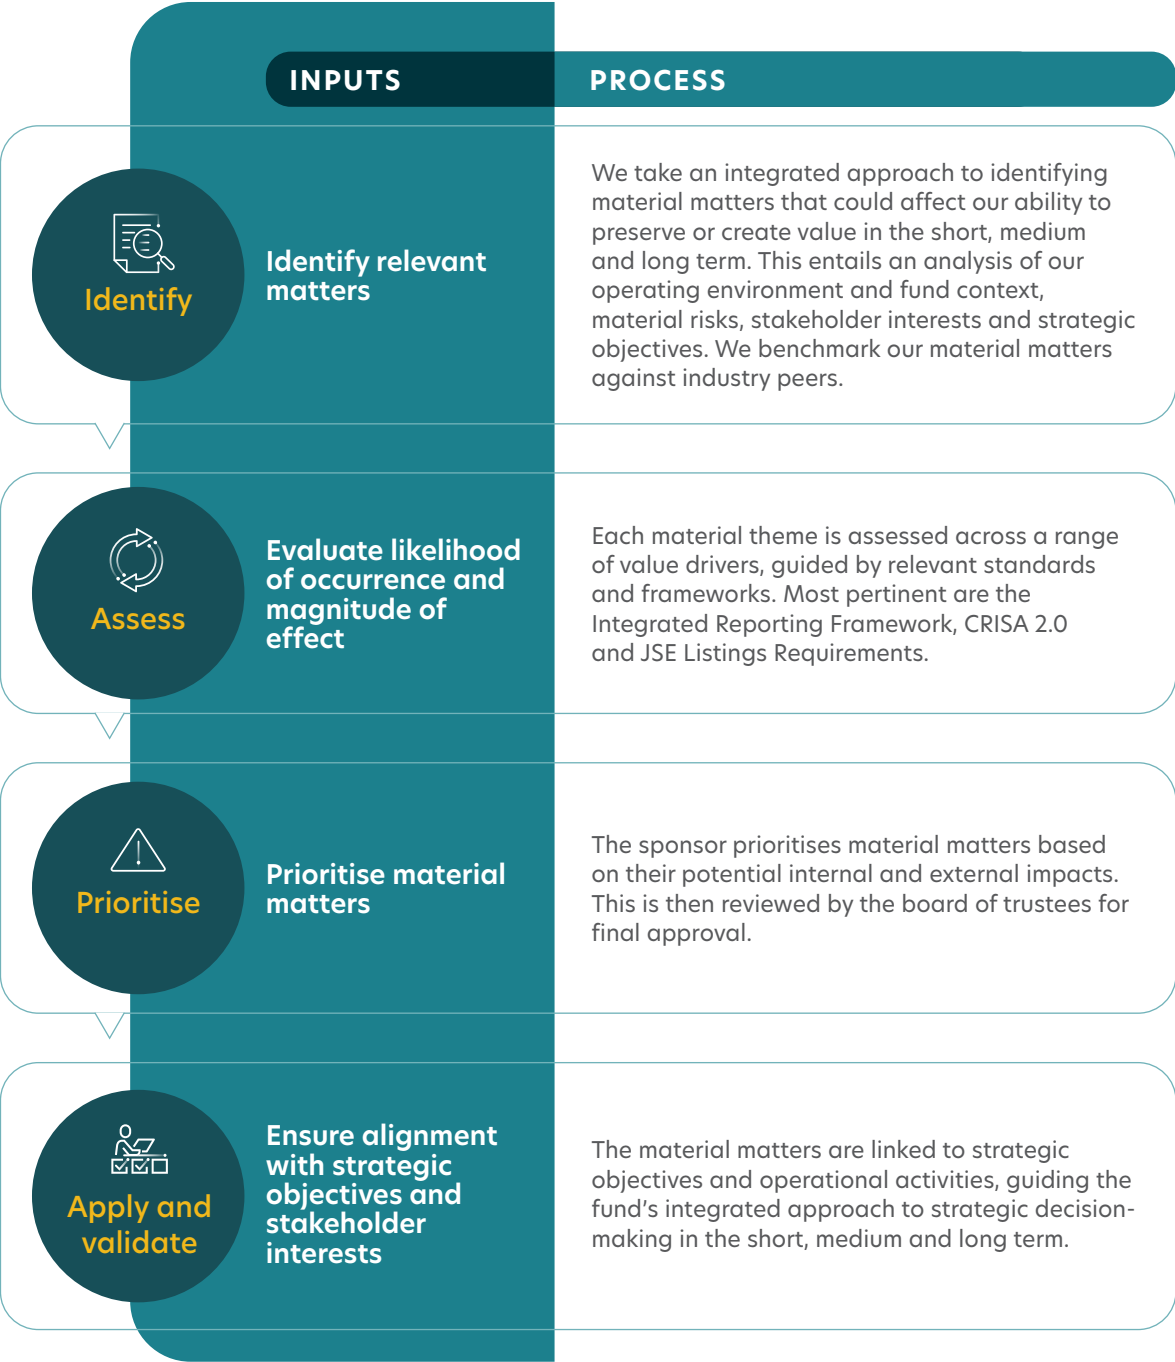 INPUTS
PROCESS
Identify
Identify relevant
matters
We take an integrated approach to identifying
material matters that could affect our ability to
preserve or create value in the short, medium
and long term. This entails an analysis of our
operating environment and fund context,
material risks, stakeholder interests and strategic
objectives. We benchmark our material matters
against industry peers.
Assess
Evaluate likelihood
of occurrence and
magnitude of
effect
Each material theme is assessed across a range
of value drivers, guided by relevant standards
and frameworks. Most pertinent are the
Integrated Reporting Framework, CRISA 2.0
and JSE Listings Requirements.
Prioritise
Prioritise material
matters
The sponsor prioritises material matters based
on their potential internal and external impacts.
This is then reviewed by the board of trustees for
final approval.
Apply and
validate
Ensure alignment
with strategic
objectives and
stakeholder
interests
The material matters are linked to strategic
objectives and operational activities, guiding the
fund's integrated approach to strategic decision-
making in the short, medium and long term.